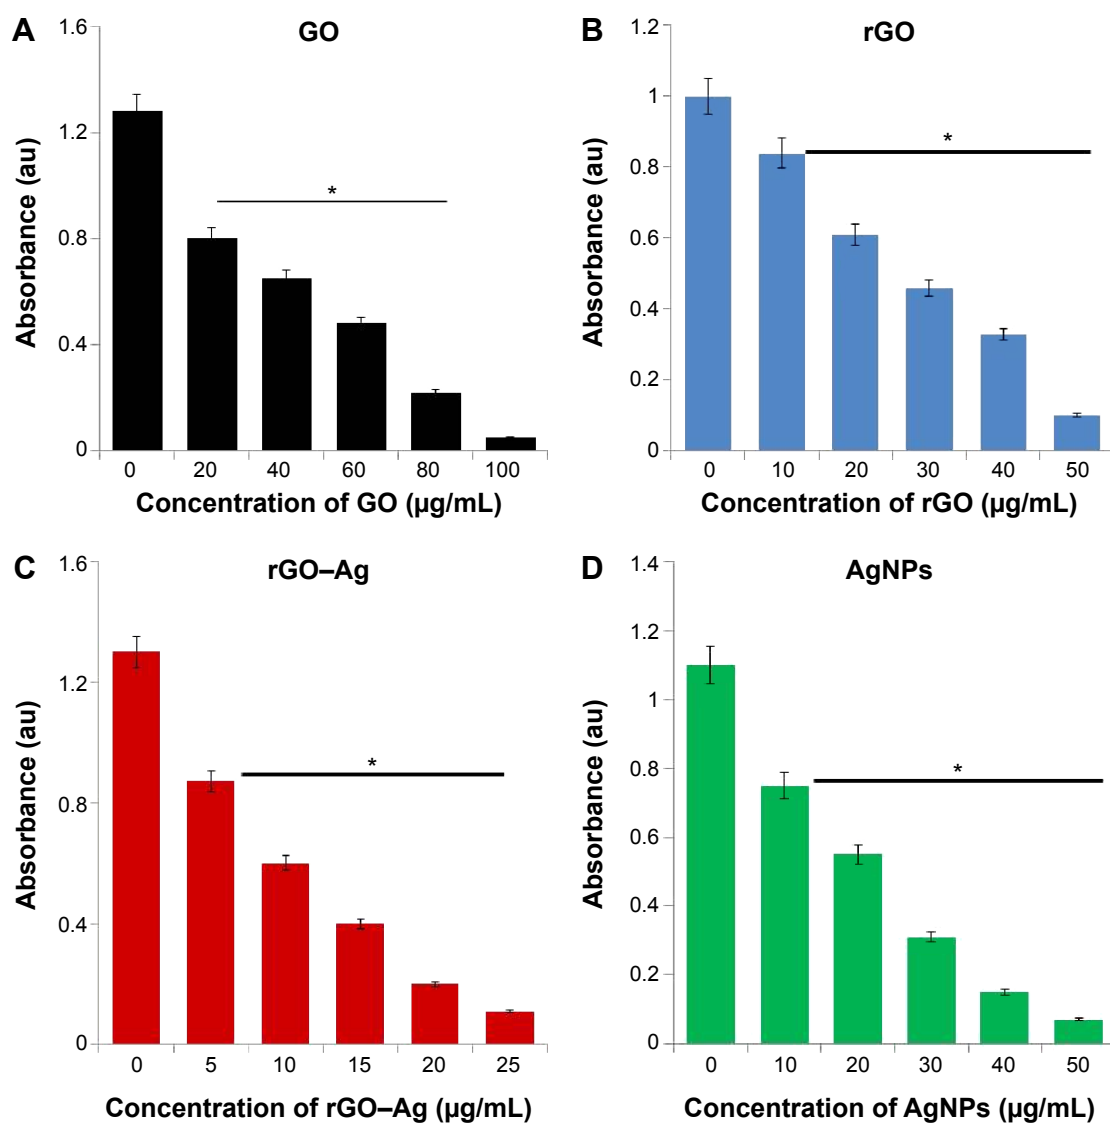 A
GO
1.6
1.2
0.8
0.4
0
Absorbance (au)
*
0 20 40 60 80 100
Concentration of GO (µg/mL)
B
rGO
1.2
1
0.8
0.6
0.4
0.2
0
Absorbance (au)
*
0 10 20 30 40 50
Concentration of rGO (µg/mL)
C
rGO–Ag
1.6
1.2
0.8
0.4
0
Absorbance (au)
*
0 5 10 15 20 25
Concentration of rGO–Ag (µg/mL)
D
AgNPs
1.4
1.2
1
0.8
0.6
0.4
0.2
0
Absorbance (au)
*
0 10 20 30 40 50
Concentration of AgNPs (µg/mL)